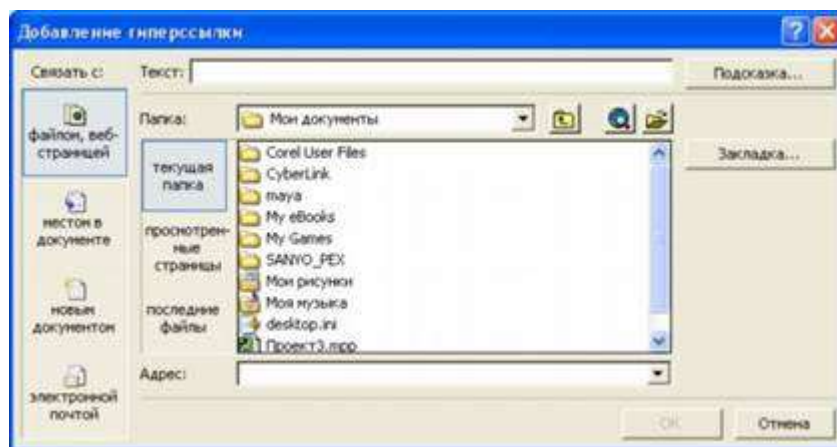 Добавление гиперссылки
Связать с:
Текст:
Подсказка...
файлом, веб-
страницей
Папка:
Мои документы
Закладка...
текущая
папка
Corel User Files
CyberLink
maya
My eBooks
My Games
SANYO_PEX
Мои рисунки
Моя музыка
desktop.ini
Проект3.mpp
местом в
документе
просмотрен-
ные
страницы
новым
документом
последние
файлы
электронной
почтой
Адрес:
ОК
Отмена